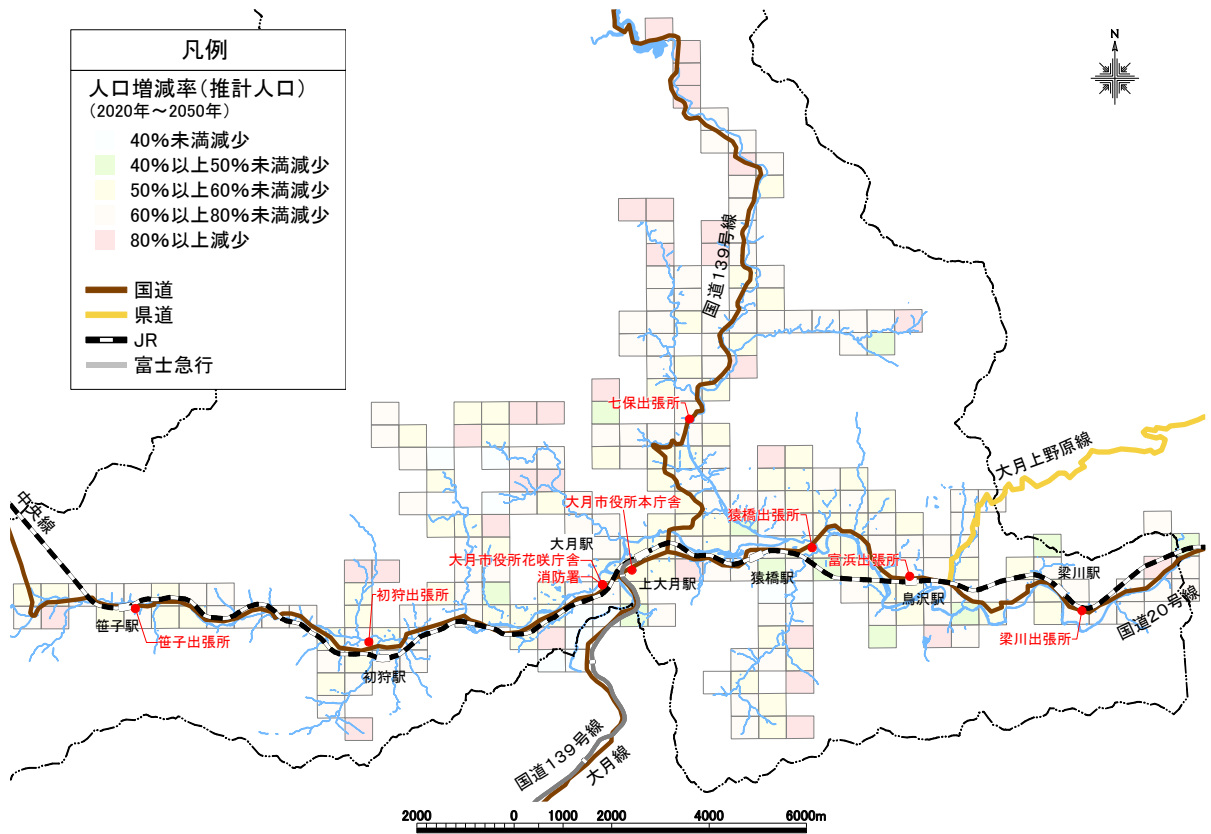 凡例
人口増減率(推計人口)
(2020年～2050年)
40%未満減少
40%以上50%未満減少
50%以上60%未満減少
60%以上80%未満減少
80%以上減少
国道
県道
JR
富士急行
N
国道139号線
七保出張所
大月上野原線
中央線
大月市役所本庁舎
猿橋出張所
大月駅
大月市役所花咲庁舎
消防署
富浜出張所
梁川駅
上大月駅
猿橋駅
初狩出張所
鳥沢駅
国道20号線
笹子駅
笹子出張所
梁川出張所
初狩駅
国道139号線
大月線
2000 0 2000 4000 6000m